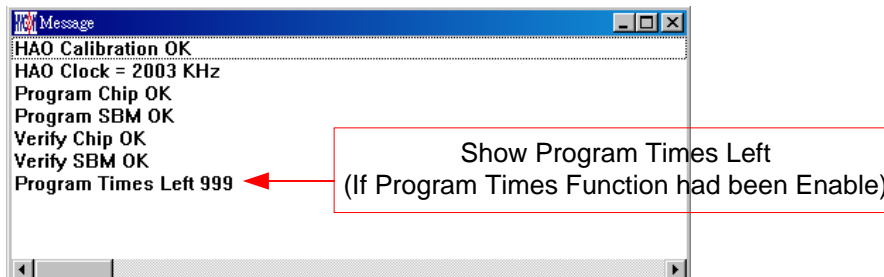 Message
HAO Calibration OK
HAO Clock = 2003 KHz
Program Chip OK
Program SBM OK
Verify Chip OK
Verify SBM OK
Program Times Left 999
Show Program Times Left
(If Program Times Function had been Enable)